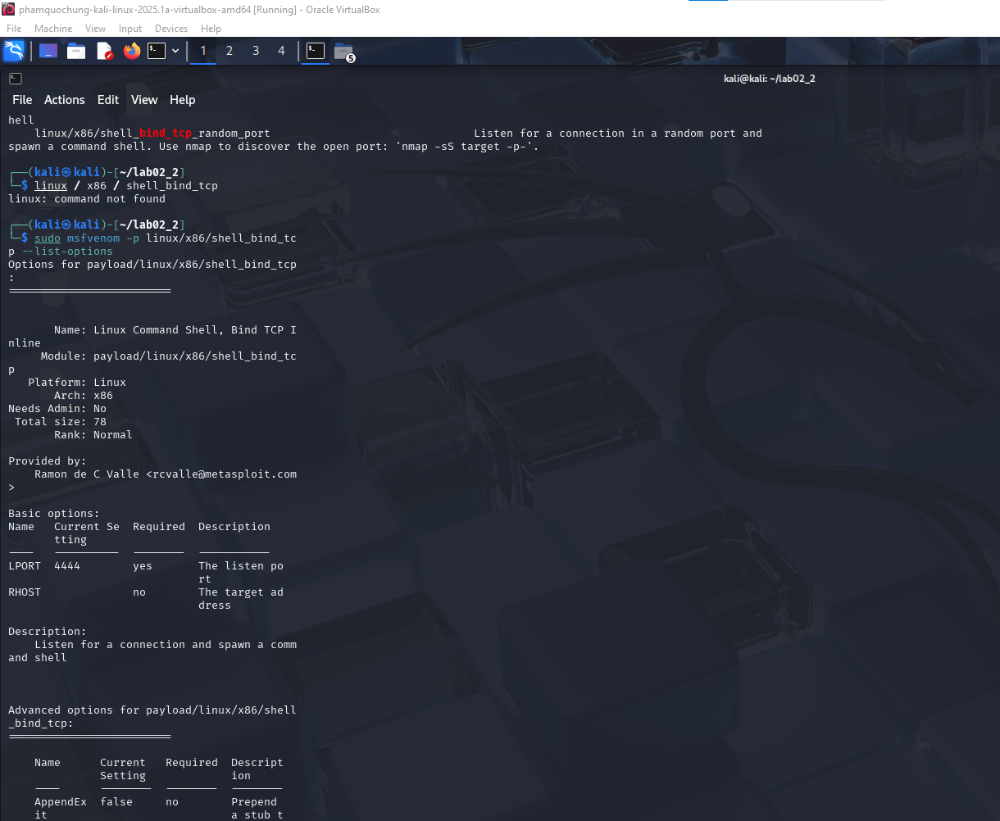 phamquochung-kali-linux-2025.1a-virtualbox-amd64 [Running] - Oracle VirtualBox
File Machine View Input Devices Help
1 2 3 4 5
kali@kali: ~/lab02_2
File Actions Edit View Help
hell
    linux/x86/shell_bind_tcp_random_port                               Listen for a connection in a random port and
spawn a command shell. Use nmap to discover the open port: 'nmap -sS target -p-'.
┌──(kali㉿kali)-[~/lab02_2]
└─$ linux / x86 / shell_bind_tcp
linux: command not found
┌──(kali㉿kali)-[~/lab02_2]
└─$ sudo msfvenom -p linux/x86/shell_bind_tc
p --list-options
Options for payload/linux/x86/shell_bind_tcp
:
=========================
       Name: Linux Command Shell, Bind TCP I
nline
     Module: payload/linux/x86/shell_bind_tc
p
   Platform: Linux
       Arch: x86
Needs Admin: No
 Total size: 78
       Rank: Normal
Provided by:
    Ramon de C Valle <rcvalle@metasploit.com
>
Basic options:
Name   Current Se  Required  Description
       tting
----   ----------  --------  -----------
LPORT  4444        yes       The listen po
                             rt
RHOST              no        The target ad
                             dress
Description:
    Listen for a connection and spawn a comm
and shell
Advanced options for payload/linux/x86/shell
_bind_tcp:
=========================
    Name      Current   Required  Descript
              Setting             ion
    ----      --------  --------  --------
    AppendEx  false     no        Prepend
    it                            a stub t